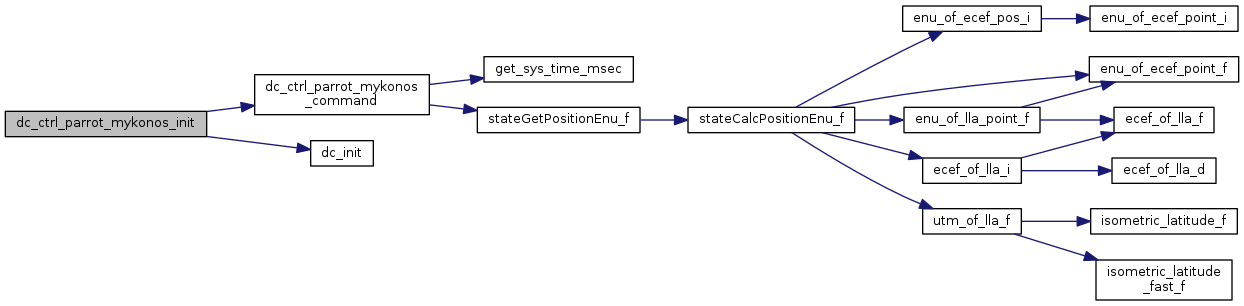 dc_ctrl_parrot_mykonos_init
dc_ctrl_parrot_mykonos
_command
dc_init
get_sys_time_msec
stateGetPositionEnu_f
stateCalcPositionEnu_f
enu_of_ecef_pos_i
enu_of_ecef_point_i
enu_of_ecef_point_f
enu_of_lla_point_f
ecef_of_lla_f
ecef_of_lla_i
ecef_of_lla_d
utm_of_lla_f
isometric_latitude_f
isometric_latitude
_fast_f